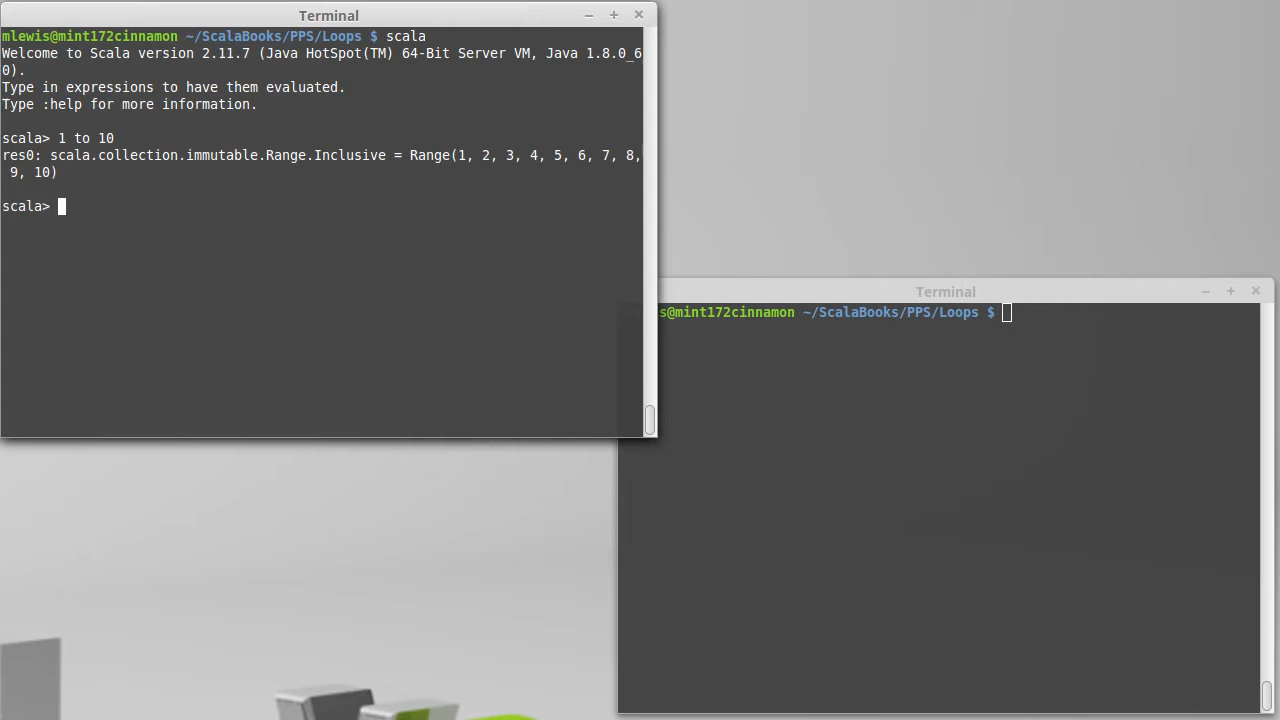 Terminal
mlewis@mint172cinnamon ~/ScalaBooks/PPS/Loops $ scala
Welcome to Scala version 2.11.7 (Java HotSpot(TM) 64-Bit Server VM, Java 1.8.0_6
0).
Type in expressions to have them evaluated.
Type :help for more information.
scala> 1 to 10
res0: scala.collection.immutable.Range.Inclusive = Range(1, 2, 3, 4, 5, 6, 7, 8,
9, 10)
scala>
Terminal
s@mint172cinnamon ~/ScalaBooks/PPS/Loops $